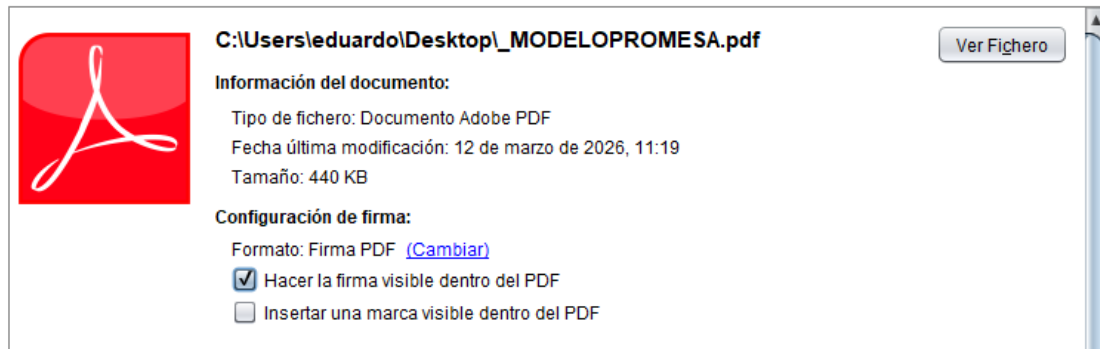 C:\Users\eduardo\Desktop\_MODELOPROMESA.pdf
Ver Fichero
Información del documento:
Tipo de fichero: Documento Adobe PDF
Fecha última modificación: 12 de marzo de 2026, 11:19
Tamaño: 440 KB
Configuración de firma:
Formato: Firma PDF (Cambiar)
Hacer la firma visible dentro del PDF
Insertar una marca visible dentro del PDF